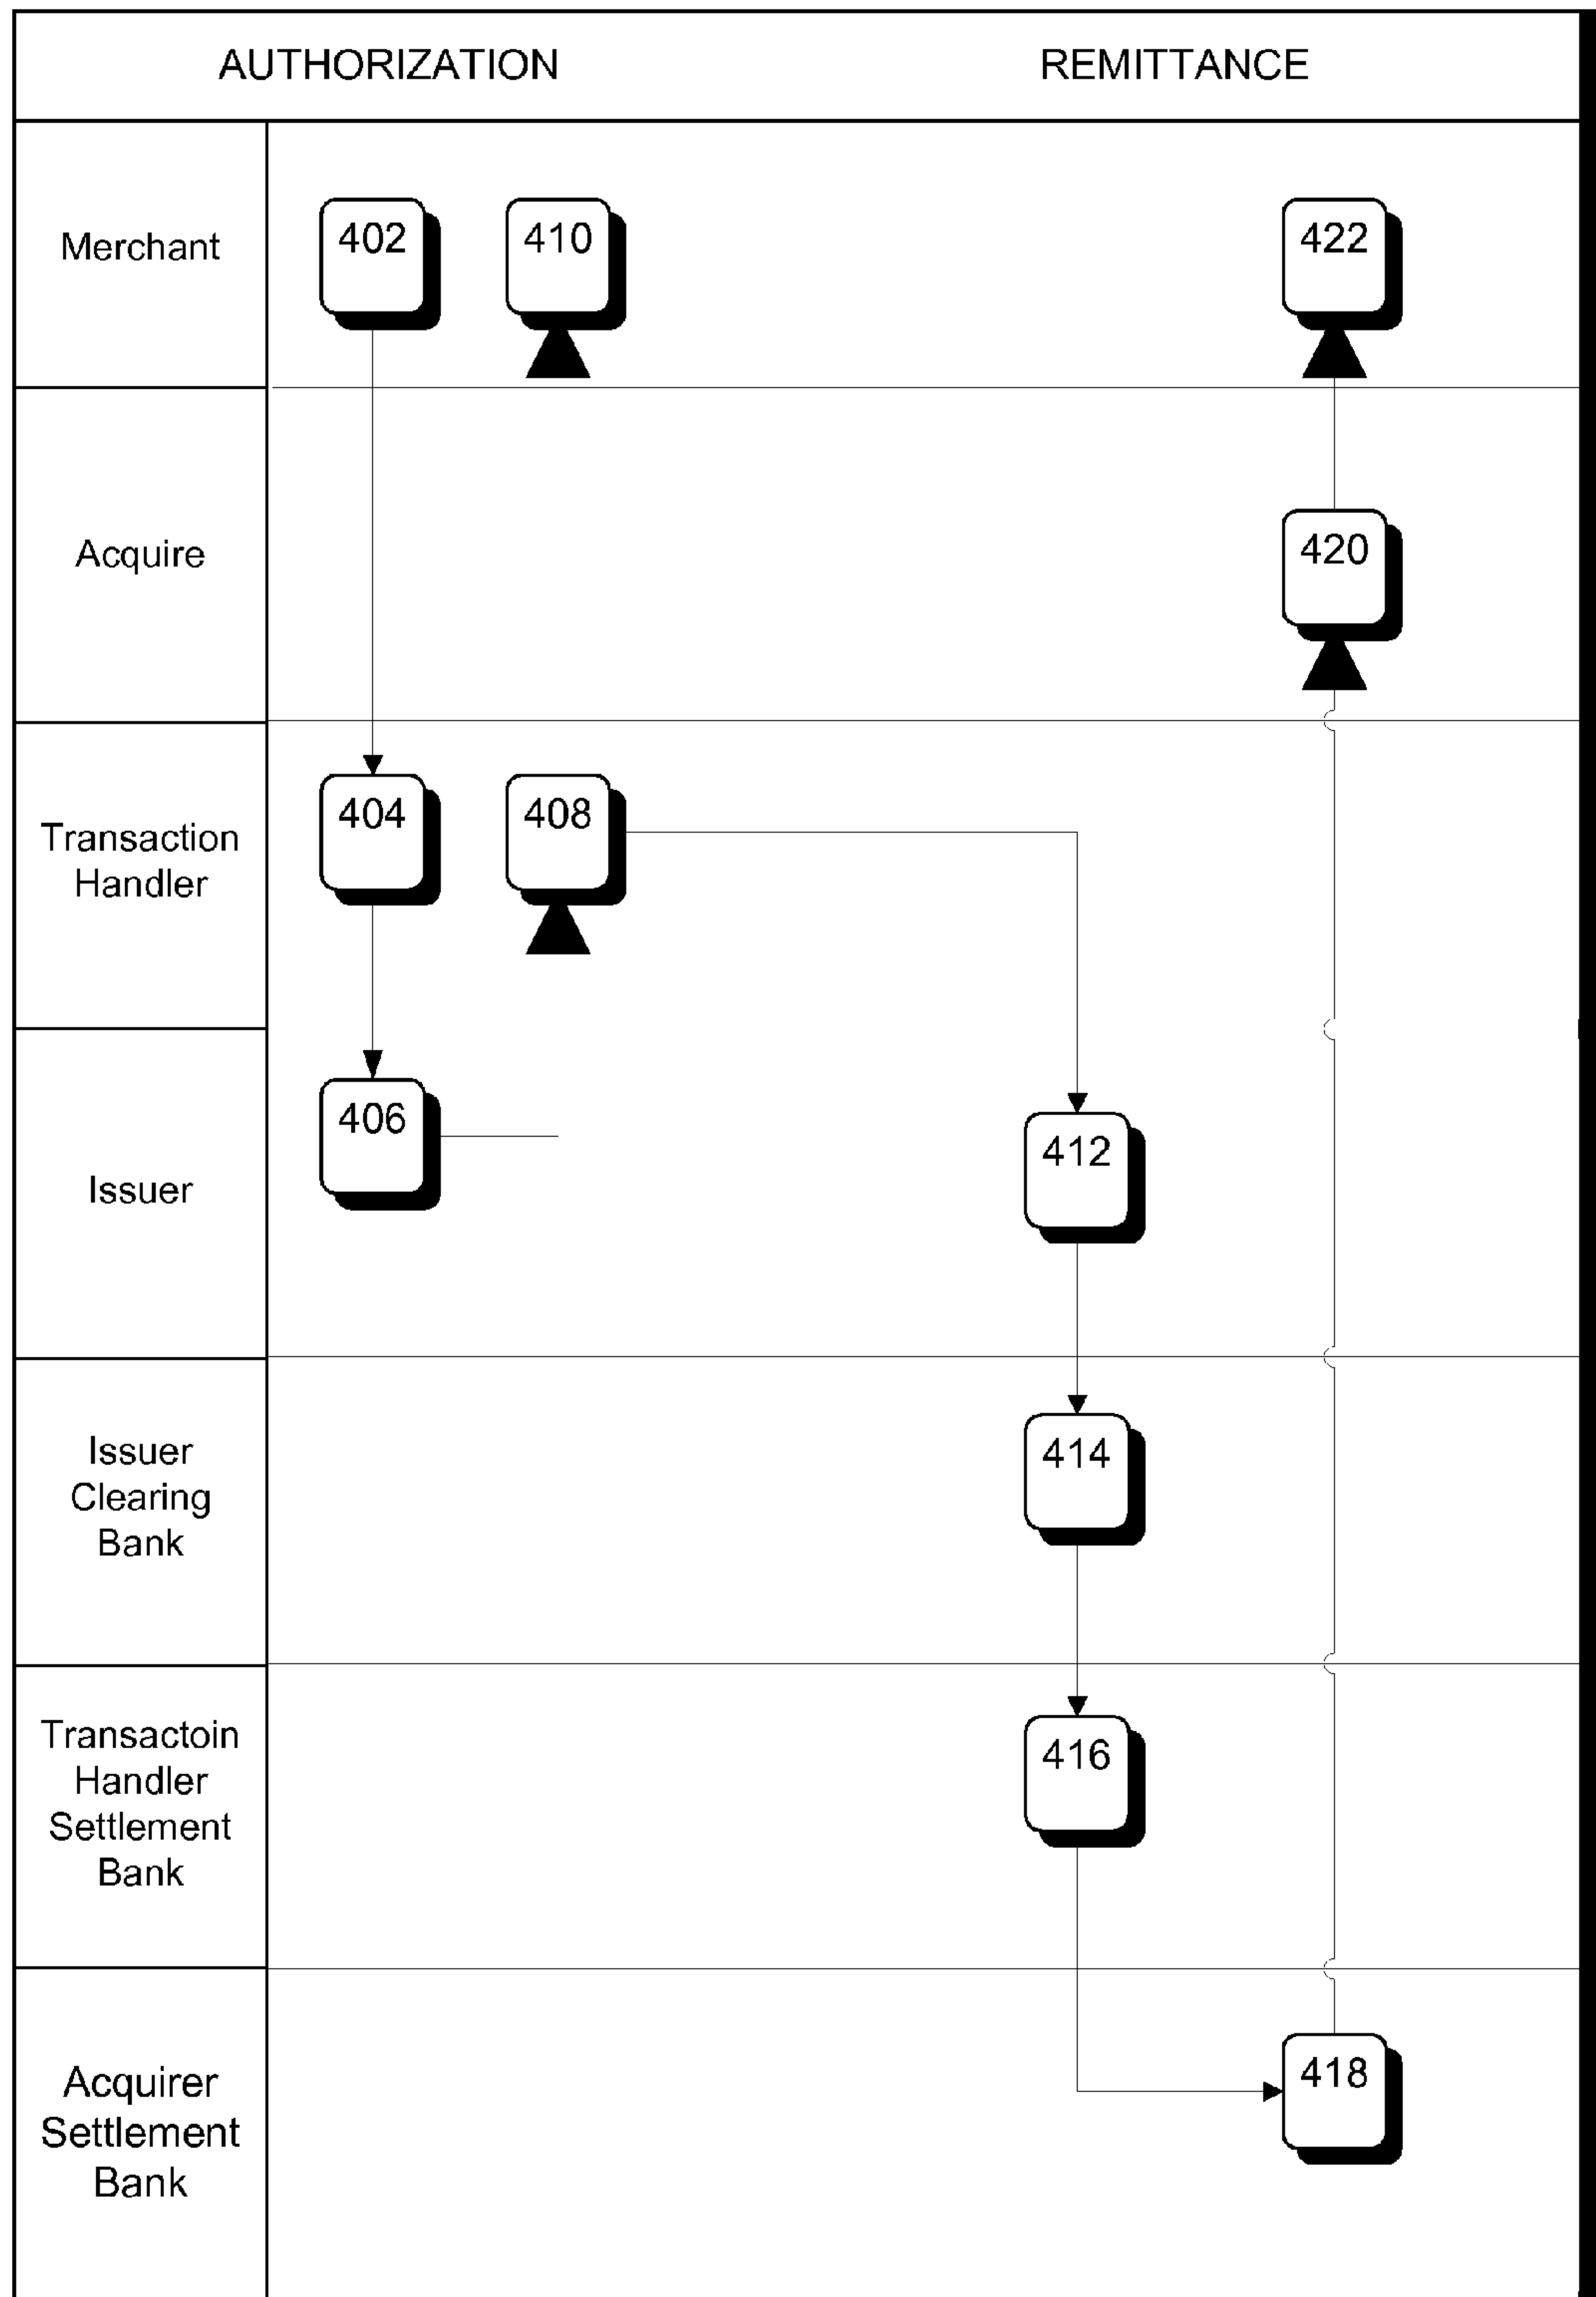 AUTHORIZATION
REMITTANCE
Merchant
402
410
422
Acquire
420
Transaction
Handler
404
408
Issuer
406
412
Issuer
Clearing
Bank
414
Transactoin
Handler
Settlement
Bank
416
Acquirer
Settlement
Bank
418